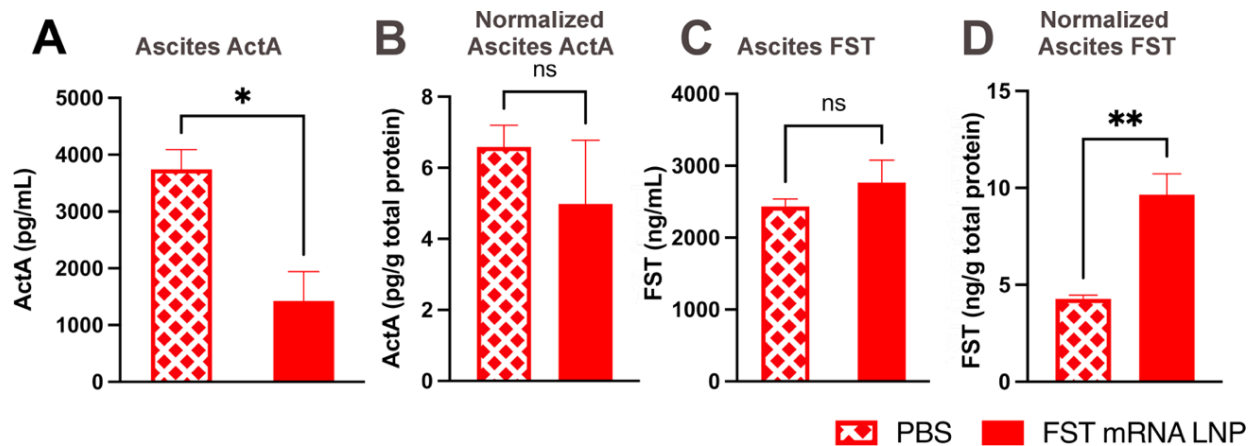 A
Ascites ActA
ActA (pg/mL)
5000
4000
3000
2000
1000
0
*
B
Normalized
Ascites ActA
ActA (pg/g total protein)
8
6
4
2
0
ns
C
Ascites FST
FST (ng/mL)
4000
3000
2000
1000
0
ns
D
Normalized
Ascites FST
FST (ng/g total protein)
15
10
5
0
**
PBS
FST mRNA LNP